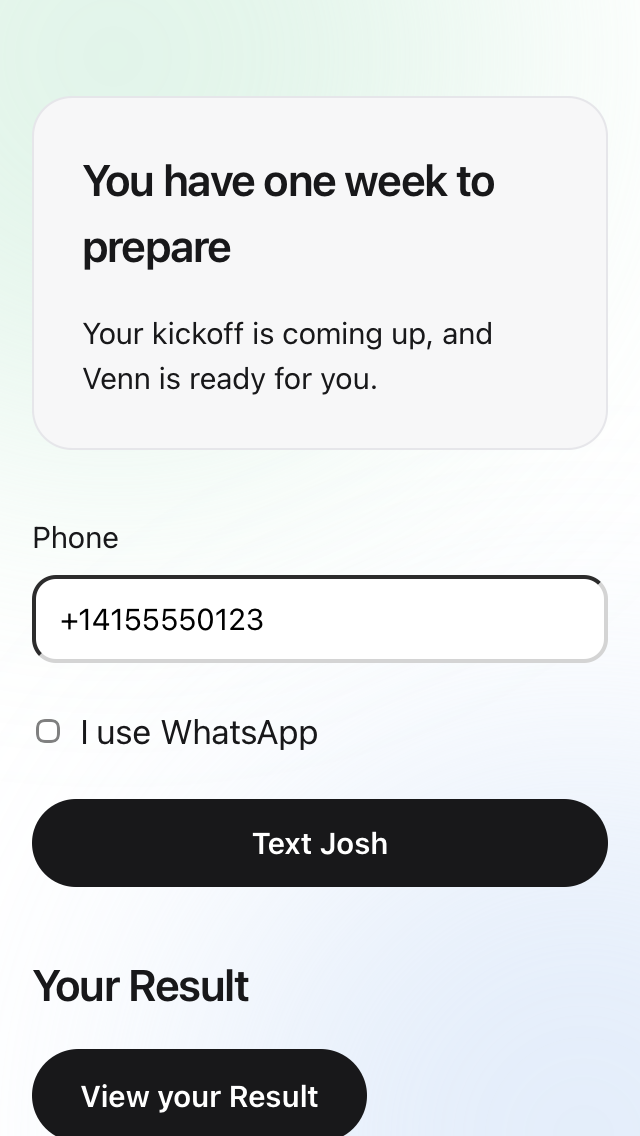 You have one week to
prepare
Your kickoff is coming up, and
Venn is ready for you.
Phone
+14155550123
I use WhatsApp
Text Josh
Your Result
View your Result